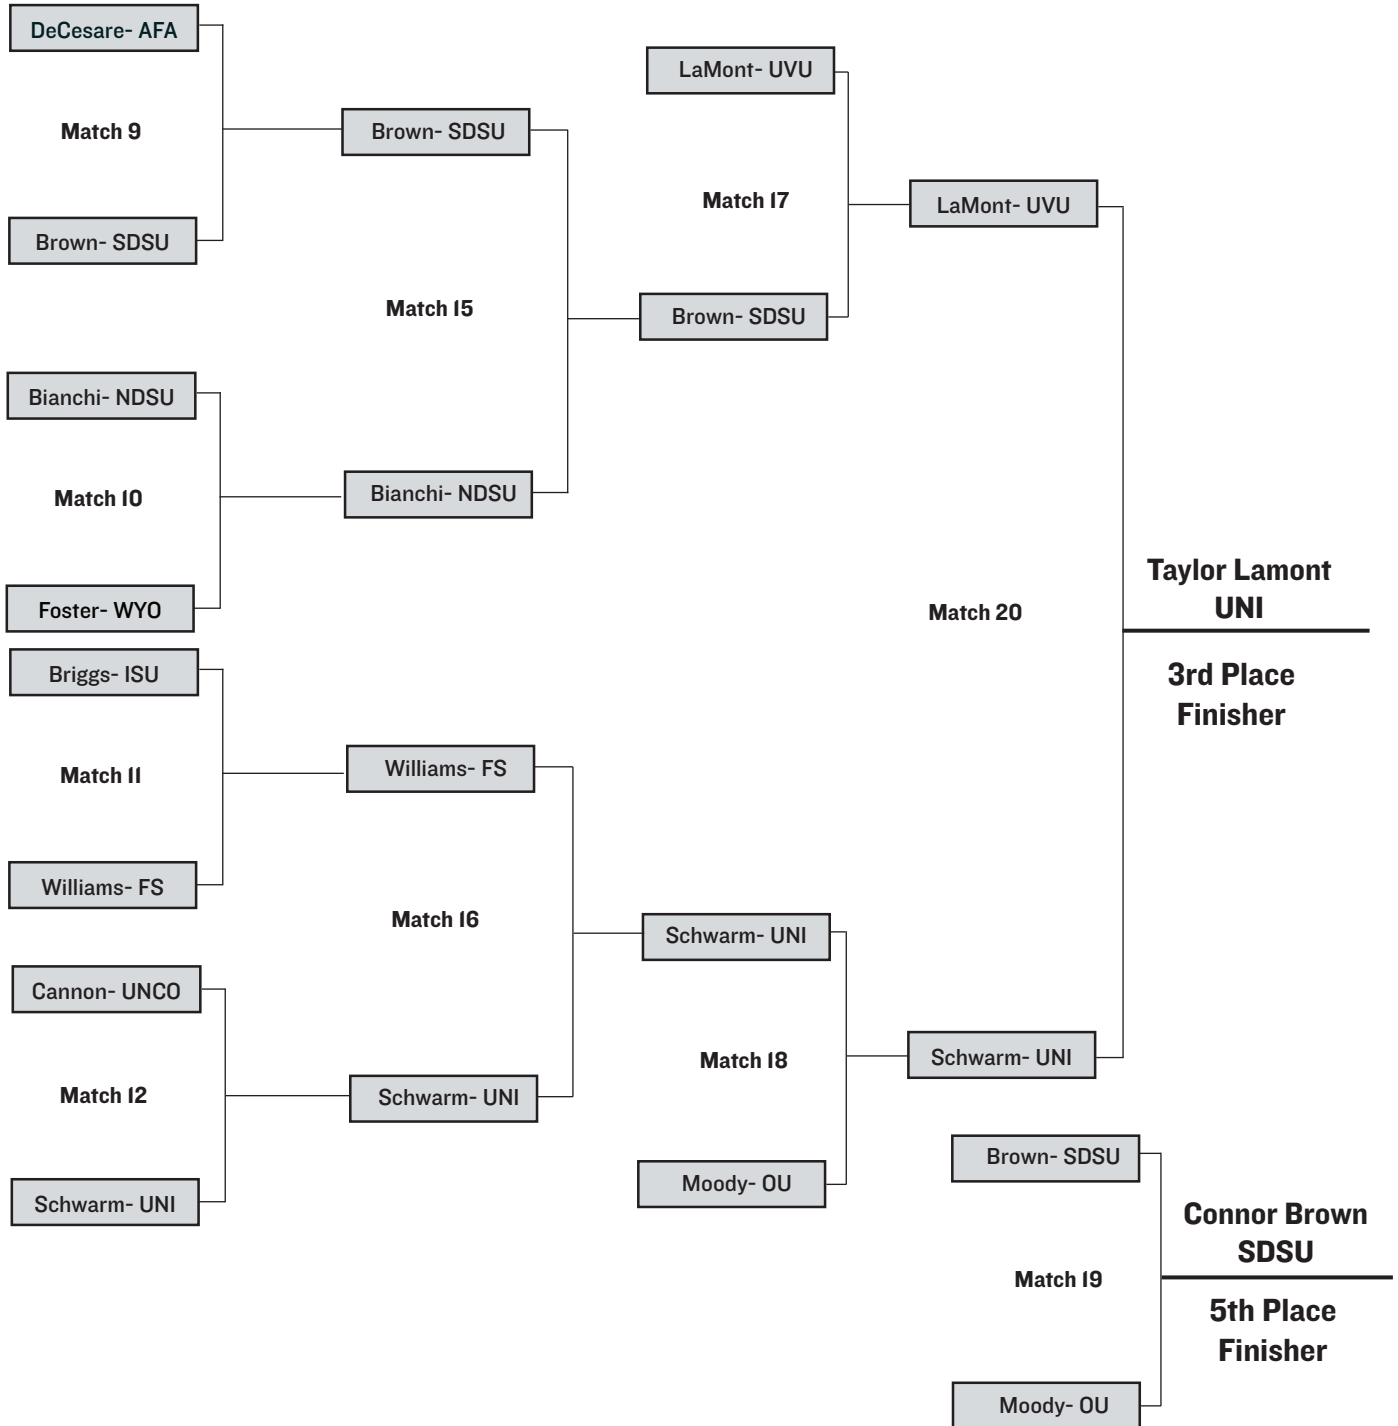 DeCesare- AFA
LaMont- UVU
Match 9
Brown- SDSU
Match 17
LaMont- UVU
Brown- SDSU
Match 15
Brown- SDSU
Bianchi- NDSU
Match 10
Bianchi- NDSU
Foster- WYO
Taylor Lamont
UNI
Match 20
3rd Place
Finisher
Briggs- ISU
Match 11
Williams- FS
Williams- FS
Match 16
Schwarm- UNI
Cannon- UNCO
Match 12
Schwarm- UNI
Match 18
Schwarm- UNI
Schwarm- UNI
Moody- OU
Brown- SDSU
Match 19
Connor Brown
SDSU
5th Place
Finisher
Moody- OU